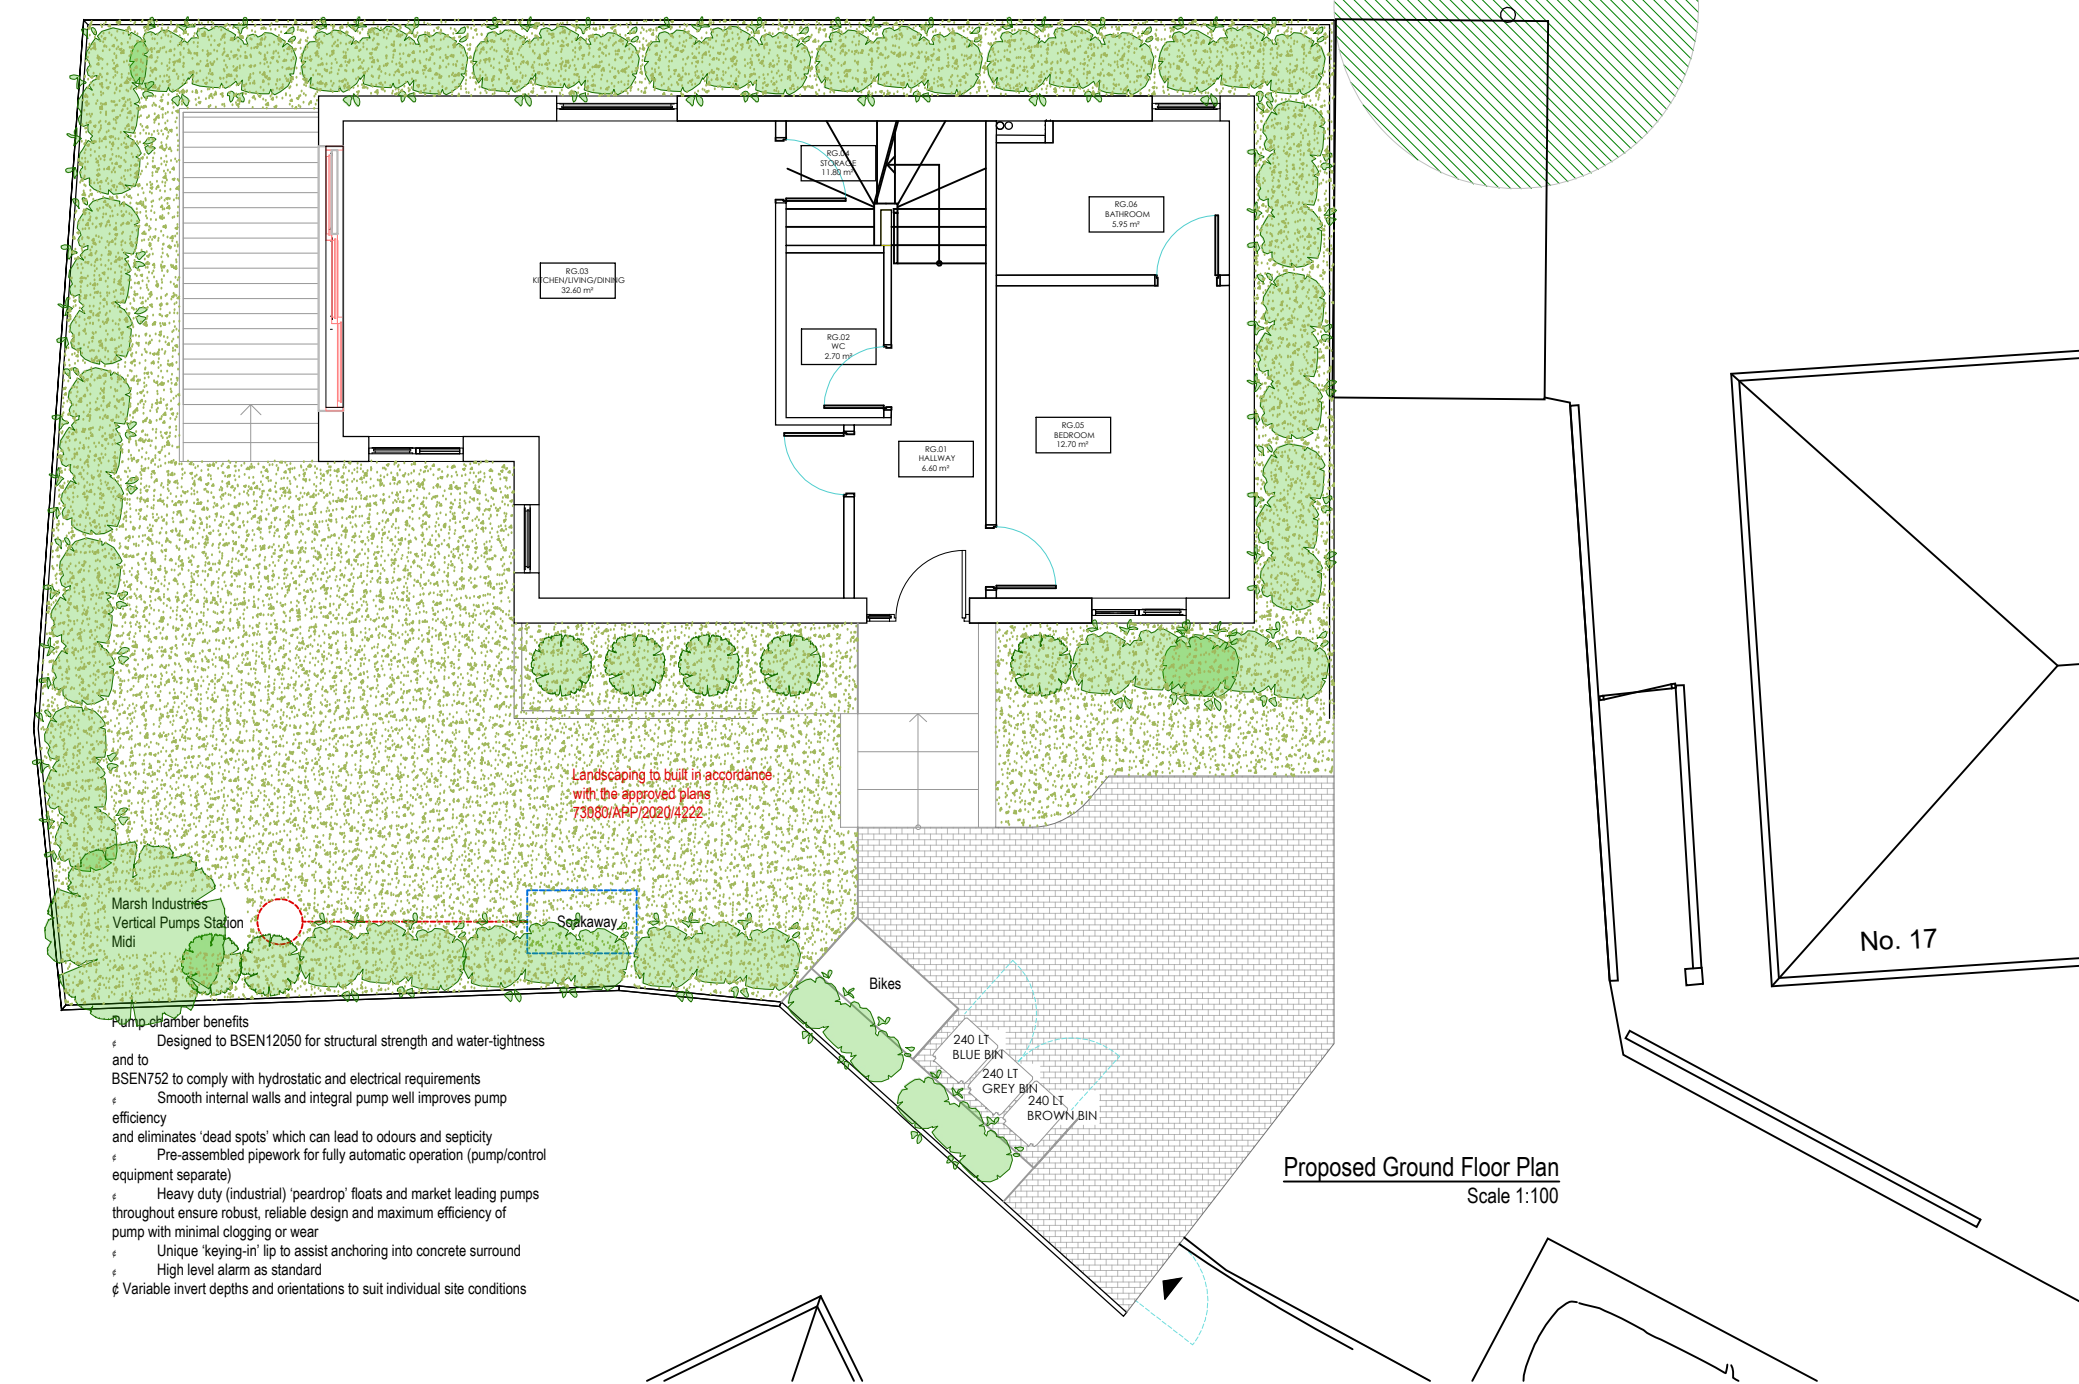 RG.04
STORAGE
11.80 m²
RG.06
BATHROOM
5.95 m²
RG.03
KITCHEN/LIVING/DINING
32.60 m²
RG.02
WC
2.70 m²
RG.05
BEDROOM
12.70 m²
RG.01
HALLWAY
6.60 m²
Landscaping to built in accordance
with the approved plans
73080/APP/2020/4222
Marsh Industries
Vertical Pumps Station
Midi
Soakaway
No. 17
Bikes
240 LT
BLUE BIN
240 LT
GREY BIN
240 LT
BROWN BIN
Pump chamber benefits
¢ Designed to BSEN12050 for structural strength and water-tightness
and to
BSEN752 to comply with hydrostatic and electrical requirements
¢ Smooth internal walls and integral pump well improves pump
efficiency
and eliminates ‘dead spots’ which can lead to odours and septicity
¢ Pre-assembled pipework for fully automatic operation (pump/control
equipment separate)
¢ Heavy duty (industrial) ‘peardrop’ floats and market leading pumps
throughout ensure robust, reliable design and maximum efficiency of
pump with minimal clogging or wear
¢ Unique ‘keying-in’ lip to assist anchoring into concrete surround
¢ High level alarm as standard
¢ Variable invert depths and orientations to suit individual site conditions
Proposed Ground Floor Plan
Scale 1:100